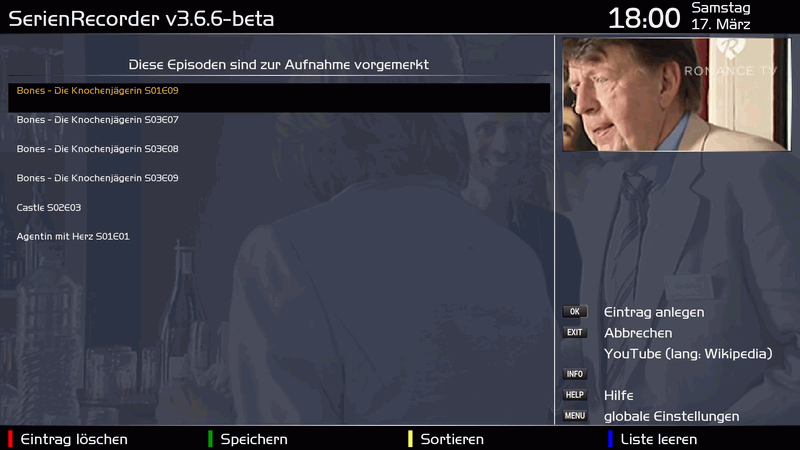 SerienRecorder v3.6.6-beta
18:00
Samstag
17. März
Diese Episoden sind zur Aufnahme vorgemerkt
Bones - Die Knochenjägerin S01E09
Bones - Die Knochenjägerin S03E07
Bones - Die Knochenjägerin S03E08
Bones - Die Knochenjägerin S03E09
Castle S02E03
Agentin mit Herz S01E01
R
ROMANCE TV
OK Eintrag anlegen
EXIT Abbrechen
YouTube (lang: Wikipedia)
INFO
HELP Hilfe
MENU globale Einstellungen
Eintrag löschen
Speichern
Sortieren
Liste leeren